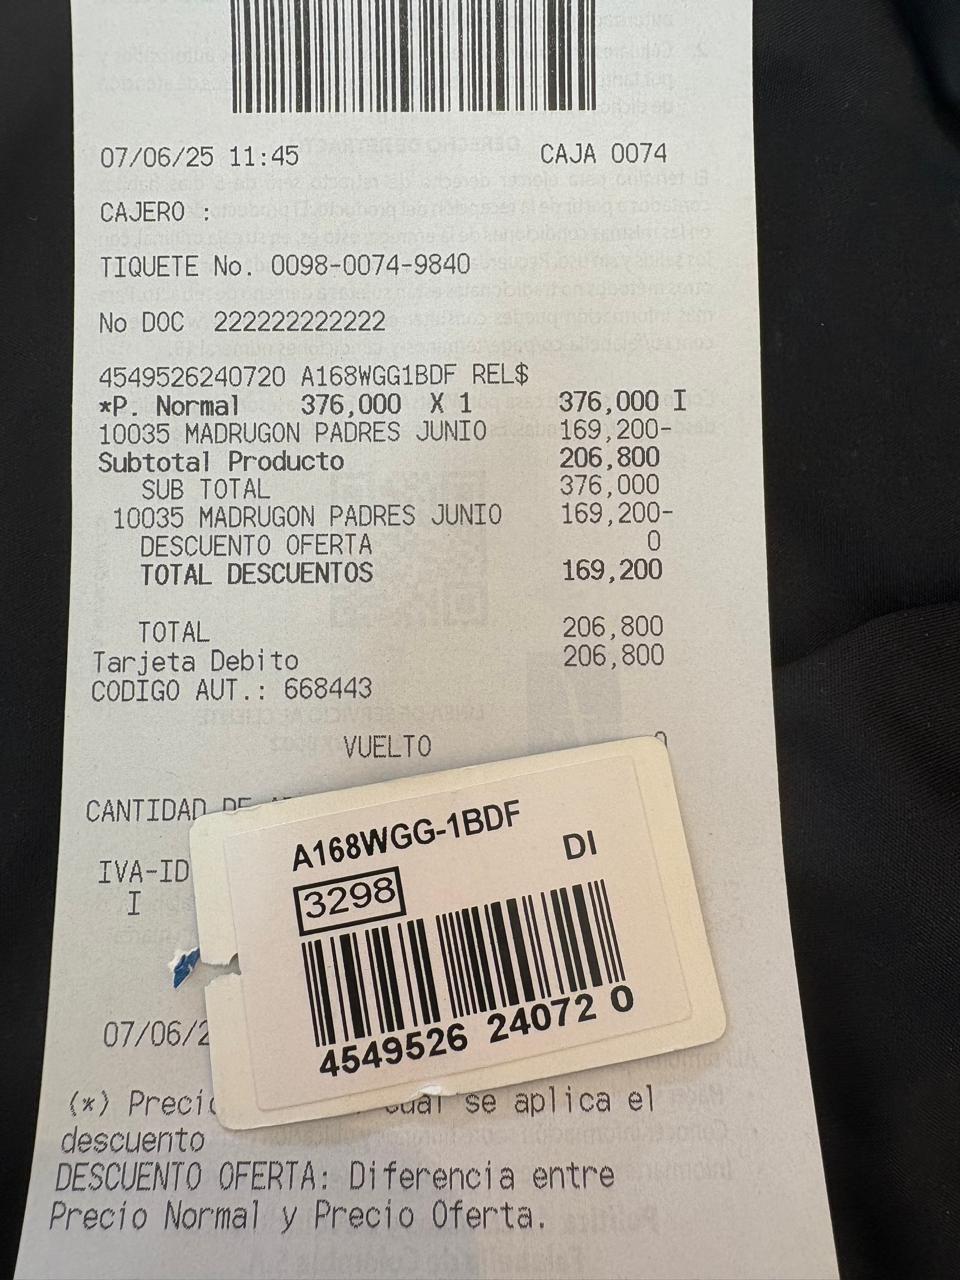 07/06/25 11:45 CAJA 0074
CAJERO :
TIQUETE No. 0098-0074-9840
No DOC 222222222222
4549526240720 A168WGG1BDF REL$
*P. Normal 376,000 X 1 376,000 I
10035 MADRUGON PADRES JUNIO 169,200-
Subtotal Producto 206,800
SUB TOTAL 376,000
10035 MADRUGON PADRES JUNIO 169,200-
DESCUENTO OFERTA 0
TOTAL DESCUENTOS 169,200
TOTAL 206,800
Tarjeta Debito 206,800
CODIGO AUT.: 668443
VUELTO 0
CANTIDAD DE
IVA-ID
I
A168WGG-1BDF
DI
3298
4549526 24072 0
07/06/2
(*) Precio cual se aplica el
descuento
DESCUENTO OFERTA: Diferencia entre
Precio Normal y Precio Oferta.